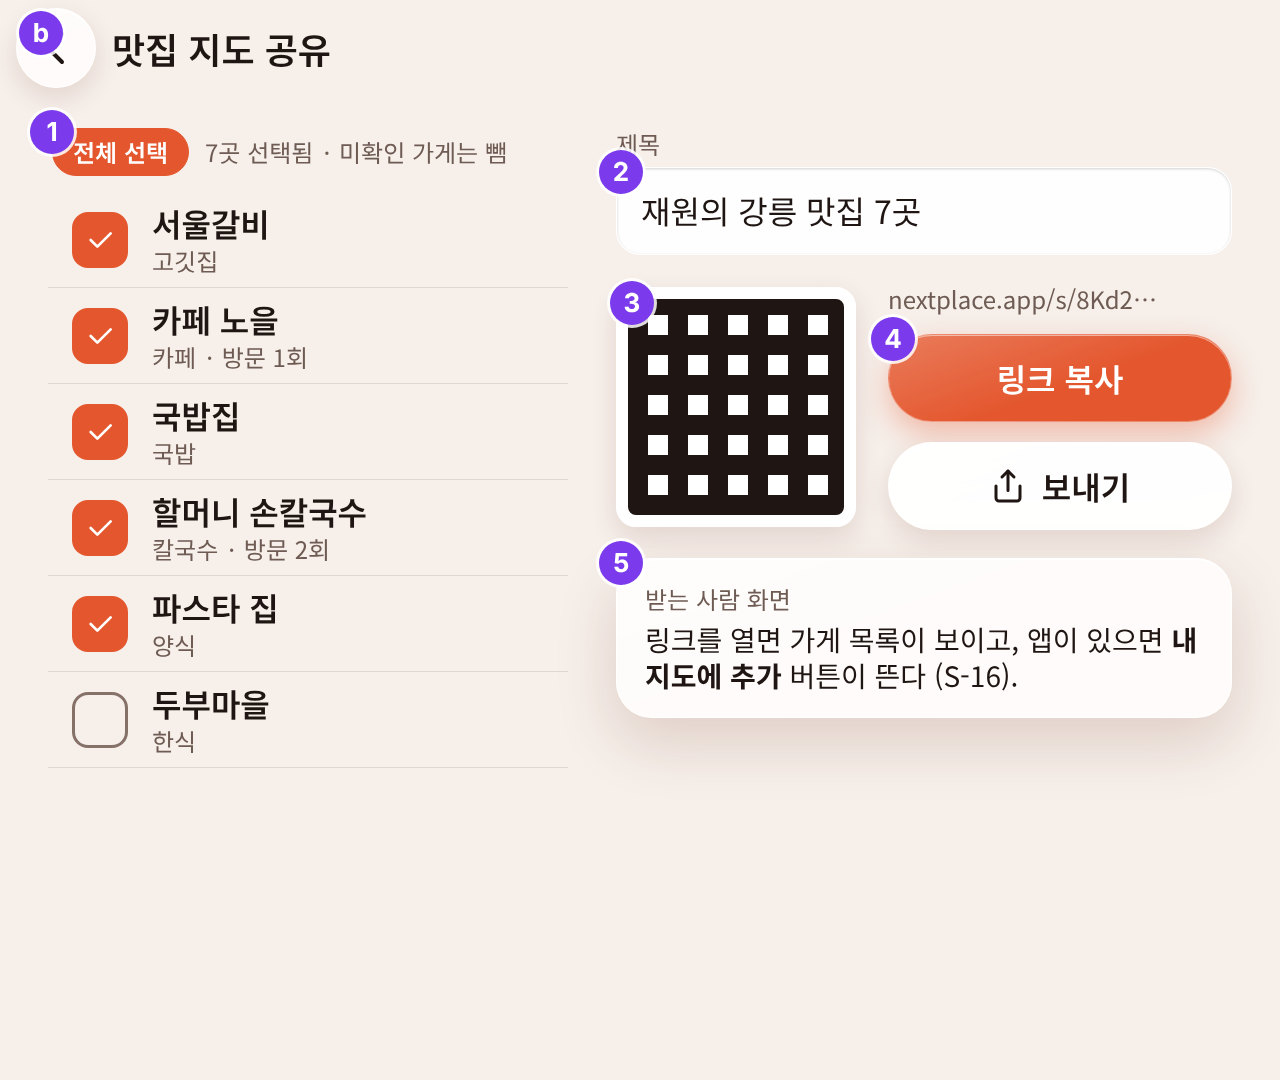 b
맛집 지도 공유
1
전체 선택
7곳 선택됨 · 미확인 가게는 뺌
서울갈비
고깃집
카페 노을
카페 · 방문 1회
국밥집
국밥
할머니 손칼국수
칼국수 · 방문 2회
파스타 집
양식
두부마을
한식
제목
2
재원의 강릉 맛집 7곳
3
nextplace.app/s/8Kd2…
4
링크 복사
보내기
5
받는 사람 화면
링크를 열면 가게 목록이 보이고, 앱이 있으면 내
지도에 추가 버튼이 뜬다 (S-16).